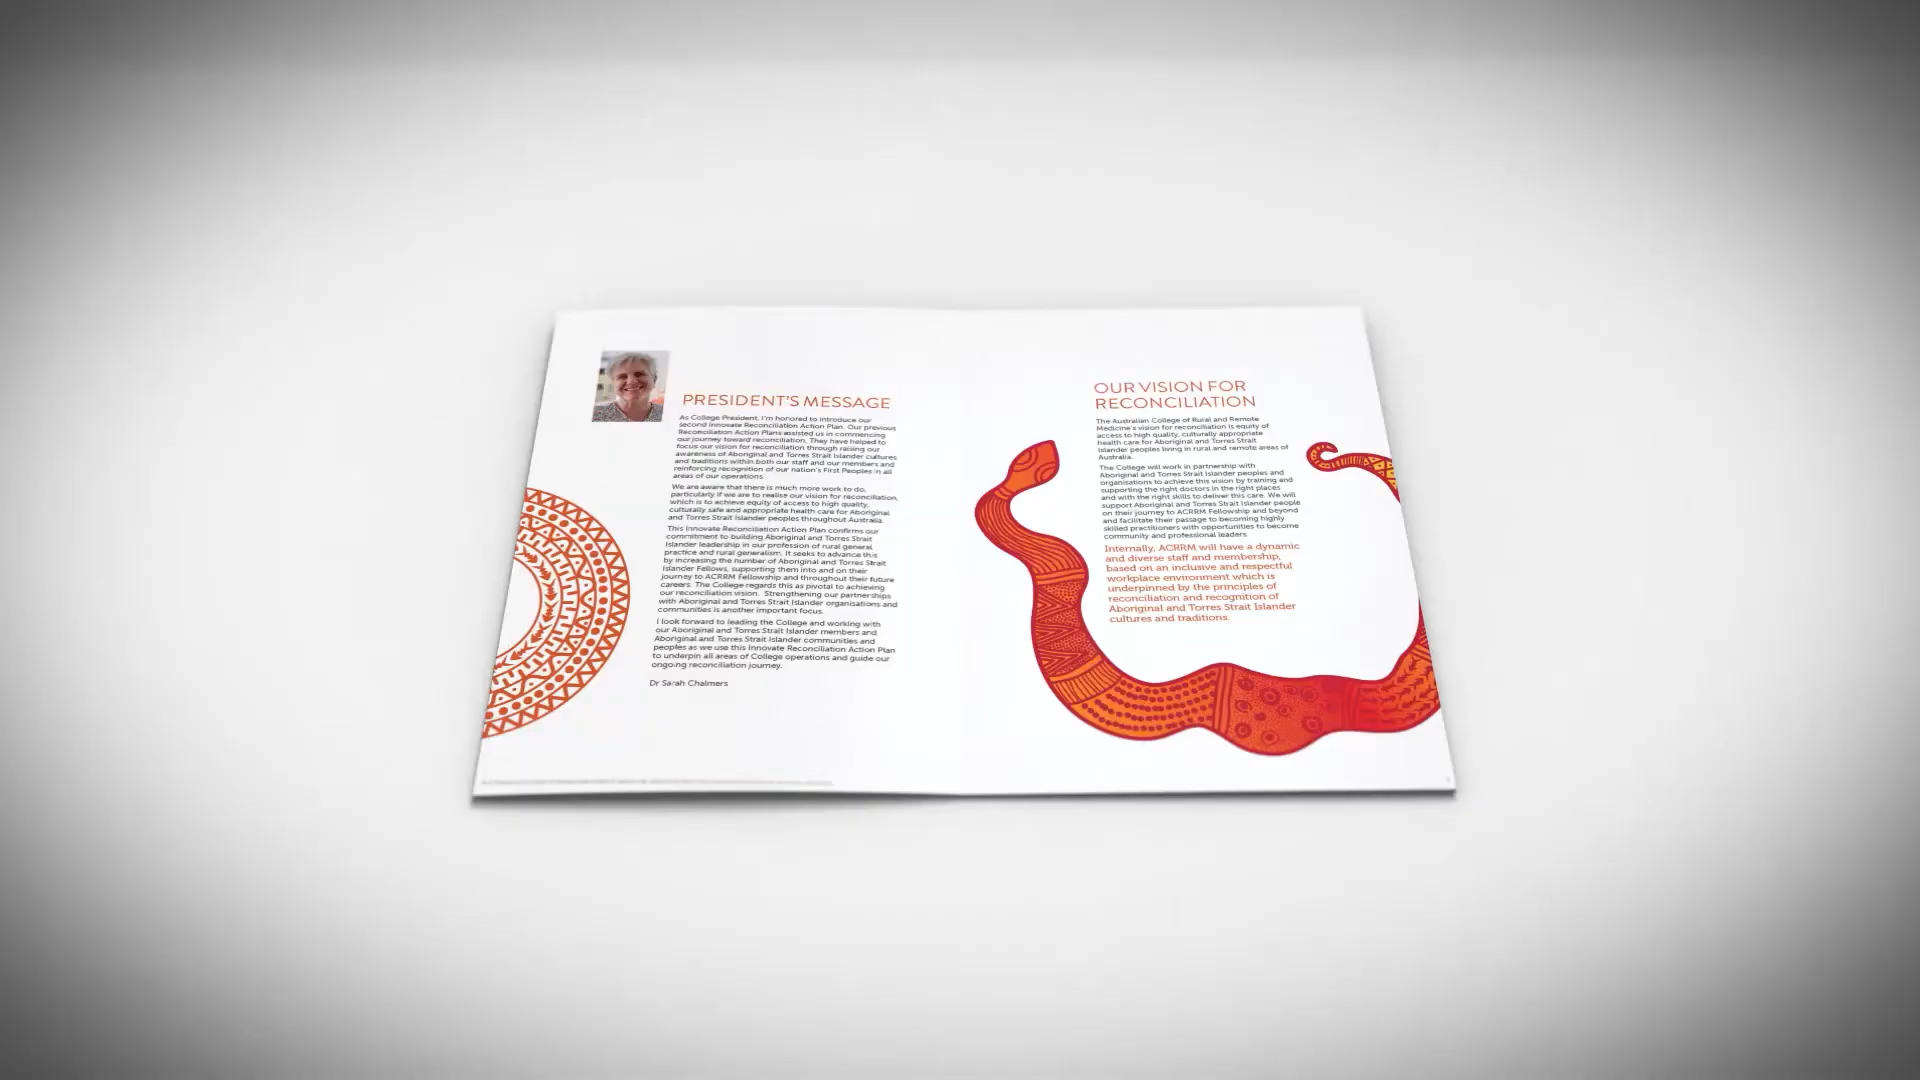 PRESIDENT'S MESSAGE
As College President, I'm honored to introduce our
second Innovate Reconciliation Action Plan. Our previous
Reconciliation Action Plans assisted us in commencing
our journey toward reconciliation. They have helped to
focus our vision for reconciliation through raising our
awareness of Aboriginal and Torres Strait Islander cultures
and traditions within both our staff and our members and
reinforcing recognition of our nation's First Peoples in all
areas of our operations.
We are aware that there is much more work to do,
particularly if we are to realise our vision for reconciliation,
which is to achieve equity of access to high quality,
culturally safe and appropriate health care for Aboriginal
and Torres Strait Islander peoples throughout Australia.
This Innovate Reconciliation Action Plan confirms our
commitment to building Aboriginal and Torres Strait
Islander leadership in our profession of rural general
practice and rural generalism. It seeks to advance this
by increasing the number of Aboriginal and Torres Strait
Islander Fellows, supporting them into and on their
journey to ACRRM Fellowship and throughout their future
careers. The College regards this as pivotal to achieving
our reconciliation vision. Strengthening our partnerships
with Aboriginal and Torres Strait Islander organisations and
communities is another important focus.
I look forward to leading the College and working with
our Aboriginal and Torres Strait Islander members and
Aboriginal and Torres Strait Islander communities and
peoples as we use this Innovate Reconciliation Action Plan
to underpin all areas of College operations and guide our
ongoing reconciliation journey.
Dr Sarah Chalmers
OUR VISION FOR
RECONCILIATION
The Australian College of Rural and Remote
Medicine's vision for reconciliation is equity of
access to high quality, culturally appropriate
health care for Aboriginal and Torres Strait
Islander peoples living in rural and remote areas of
Australia.
The College will work in partnership with
Aboriginal and Torres Strait Islander peoples and
organisations to achieve this vision by training and
supporting the right doctors in the right places
and with the right skills to deliver this care. We will
support Aboriginal and Torres Strait Islander people
on their journey to ACRRM Fellowship and beyond
and facilitate their passage to becoming highly
skilled practitioners with opportunities to become
community and professional leaders.
Internally, ACRRM will have a dynamic
and diverse staff and membership,
based on an inclusive and respectful
workplace environment which is
underpinned by the principles of
reconciliation and recognition of
Aboriginal and Torres Strait Islander
cultures and traditions.